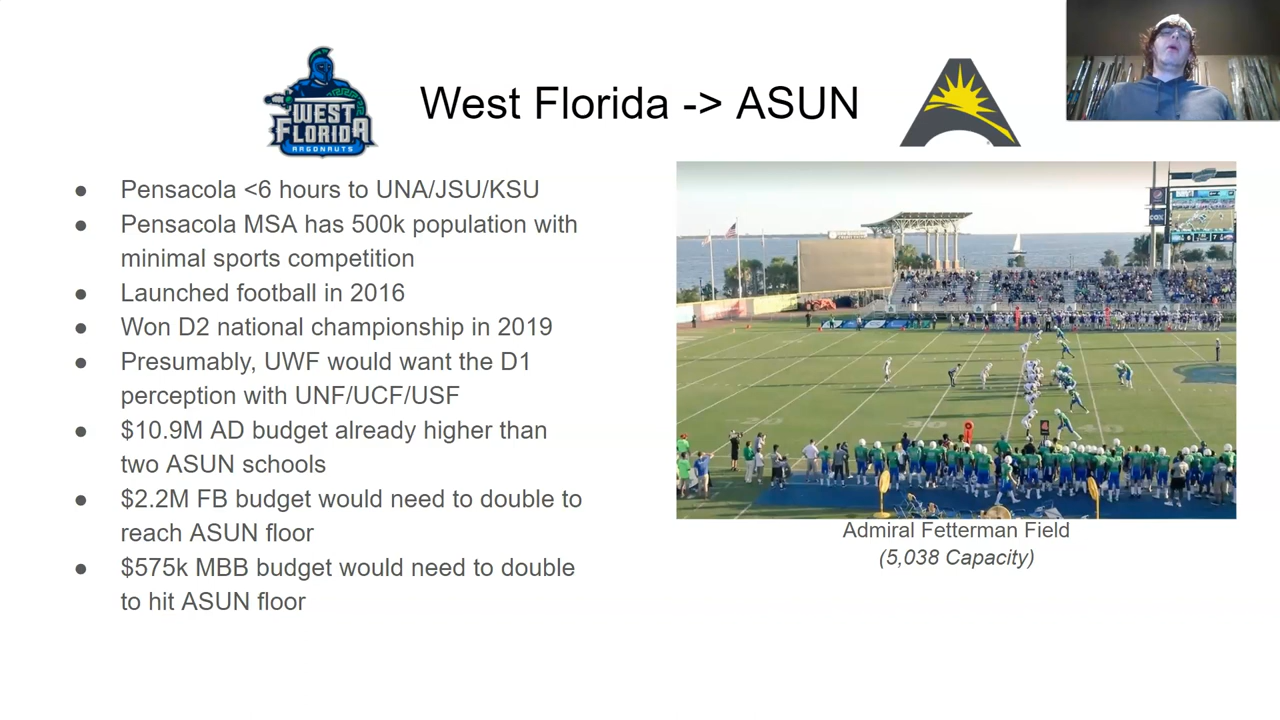 WEST
FLORIDA
ARGONAUTS
West Florida -> ASUN
● Pensacola <6 hours to UNA/JSU/KSU
● Pensacola MSA has 500k population with
minimal sports competition
● Launched football in 2016
● Won D2 national championship in 2019
● Presumably, UWF would want the D1
perception with UNF/UCF/USF
● $10.9M AD budget already higher than
two ASUN schools
● $2.2M FB budget would need to double to
reach ASUN floor
● $575k MBB budget would need to double
to hit ASUN floor
COX
Admiral Fetterman Field
(5,038 Capacity)